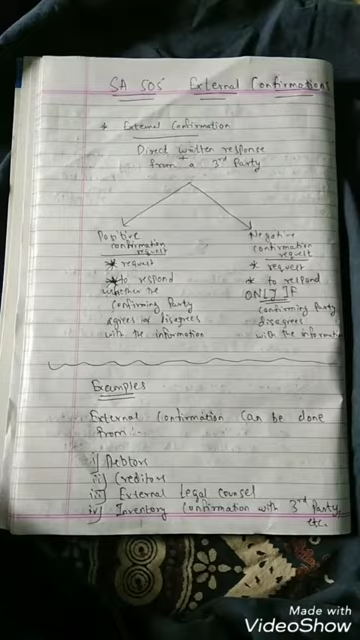 SA 505 External Confirmations
* External Confirmation
Direct written response
from a 3rd Party
Positive
confirmation
request
* request
* to respond
whether the
confirming Party
agrees or disagrees
with the information
Negative
confirmation
request
* request
* to respond
ONLY IF
confirming Party
disagrees
with the information
Examples
External Confirmation can be done
from:
i) Debtors
ii) Creditors
iii) External Legal Counsel
iv) Inventory Confirmation with 3rd Party,
etc.
Made with
VideoShow